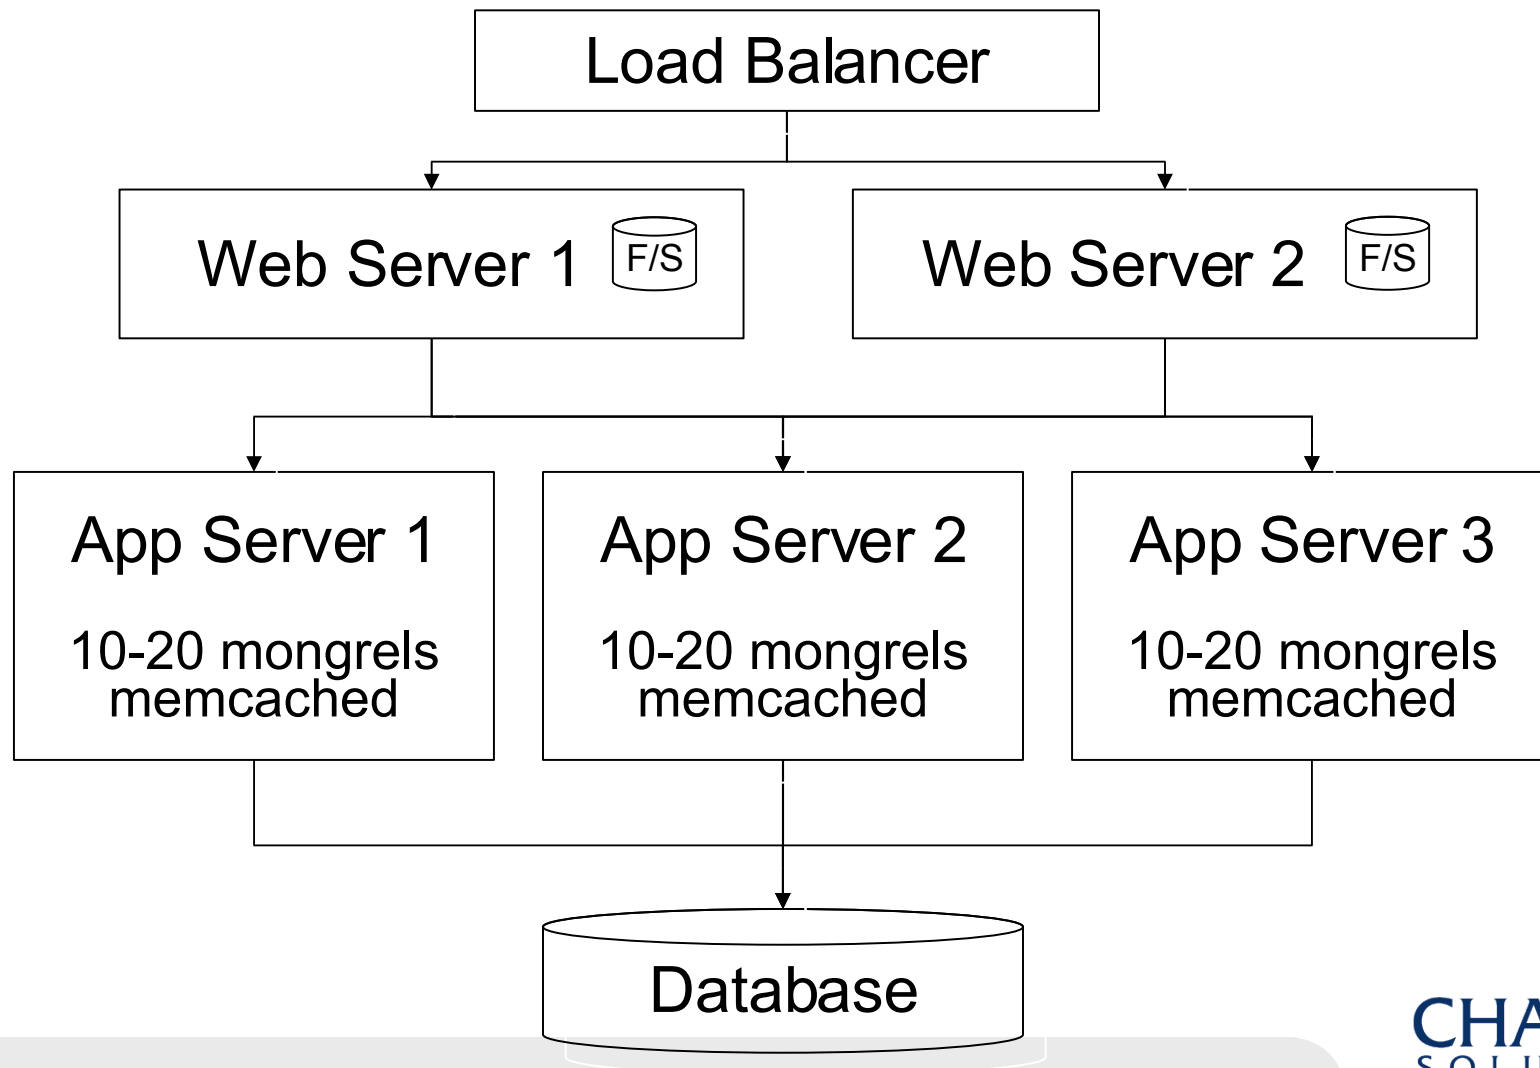 Load Balancer
Web Server 1
F/S
Web Server 2
F/S
App Server 1
10-20 mongrels
memcached
App Server 2
10-20 mongrels
memcached
App Server 3
10-20 mongrels
memcached
Database